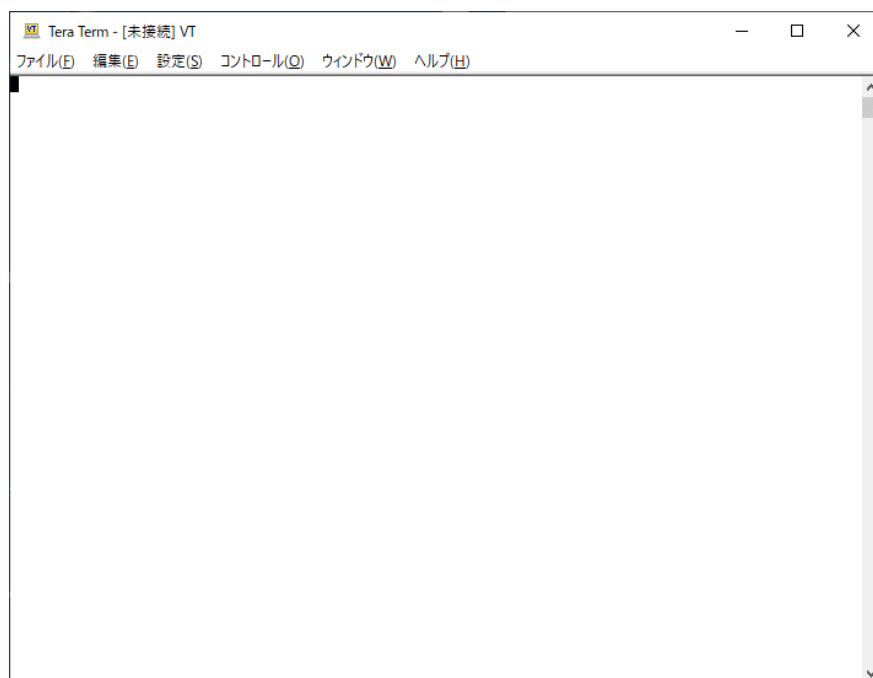 VT Tera Term - [未接続] VT
ファイル(F) 編集(E) 設定(S) コントロール(O) ウィンドウ(W) ヘルプ(H)